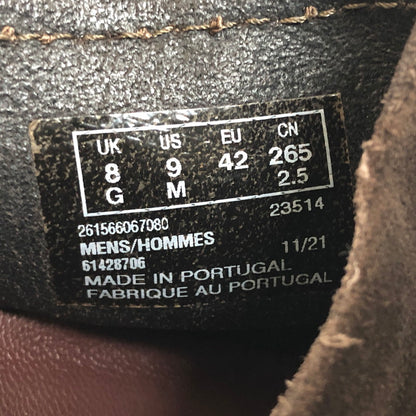 UK US EU CN
8 9 42 265
G M 2.5
23514
261566067080
MENS/HOMMES 11/21
61428706
MADE IN PORTUGAL
FABRIQUE AU PORTUGAL